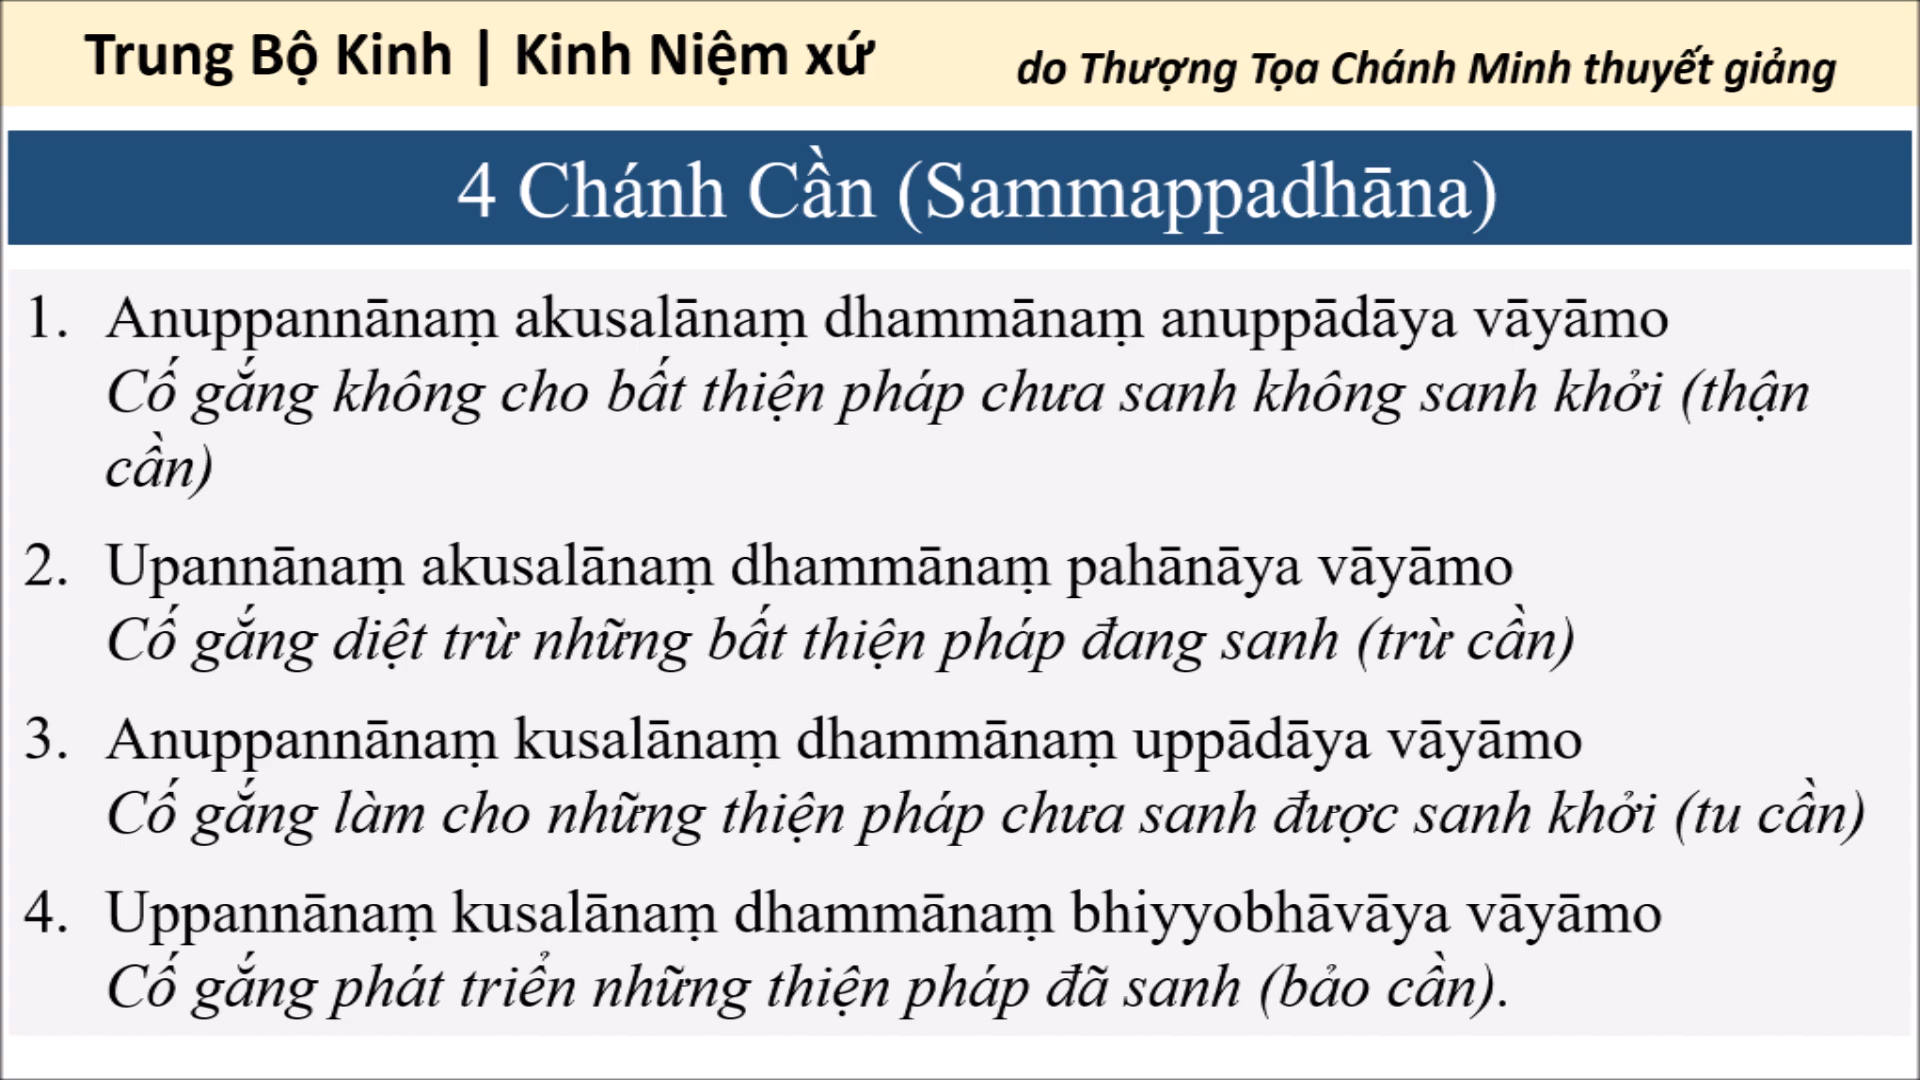 Trung Bộ Kinh | Kinh Niệm xứ
do Thượng Tọa Chánh Minh thuyết giảng
4 Chánh Cần (Sammappadhāna)
1. Anuppannānaṃ akusalānaṃ dhammānaṃ anuppādāya vāyāmo
Cố gắng không cho bất thiện pháp chưa sanh không sanh khởi (thận
cần)
2. Upannānaṃ akusalānaṃ dhammānaṃ pahānāya vāyāmo
Cố gắng diệt trừ những bất thiện pháp đang sanh (trừ cần)
3. Anuppannānaṃ kusalānaṃ dhammānaṃ uppādāya vāyāmo
Cố gắng làm cho những thiện pháp chưa sanh được sanh khởi (tu cần)
4. Uppannānaṃ kusalānaṃ dhammānaṃ bhiyyobhāvāya vāyāmo
Cố gắng phát triển những thiện pháp đã sanh (bảo cần).